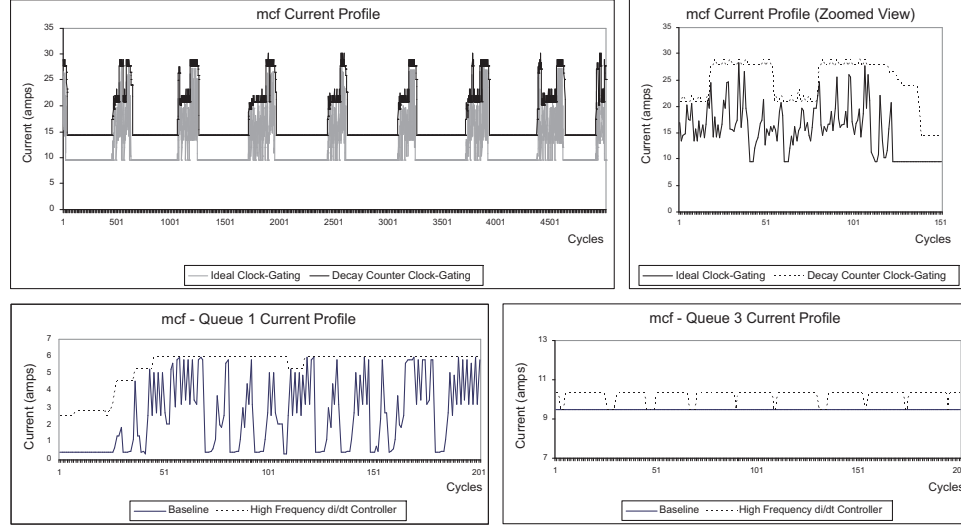 mcf Current Profile
35
30
25
20
15
10
5
0
Current (amps)
1 501 1001 1501 2001 2501 3001 3501 4001 4501
Cycles
Ideal Clock-Gating Decay Counter Clock-Gating
mcf Current Profile (Zoomed View)
35
30
25
20
15
10
5
0
Current (amps)
1 51 101 151
Cycles
Ideal Clock-Gating Decay Counter Clock-Gating
mcf - Queue 1 Current Profile
7
6
5
4
3
2
1
0
Current (amps)
1 51 101 151 201
Cycles
Baseline High Frequency di/dt Controller
mcf - Queue 3 Current Profile
13
11
9
7
Current (amps)
1 51 101 151 20
Cycles
Baseline High Frequency di/dt Controller